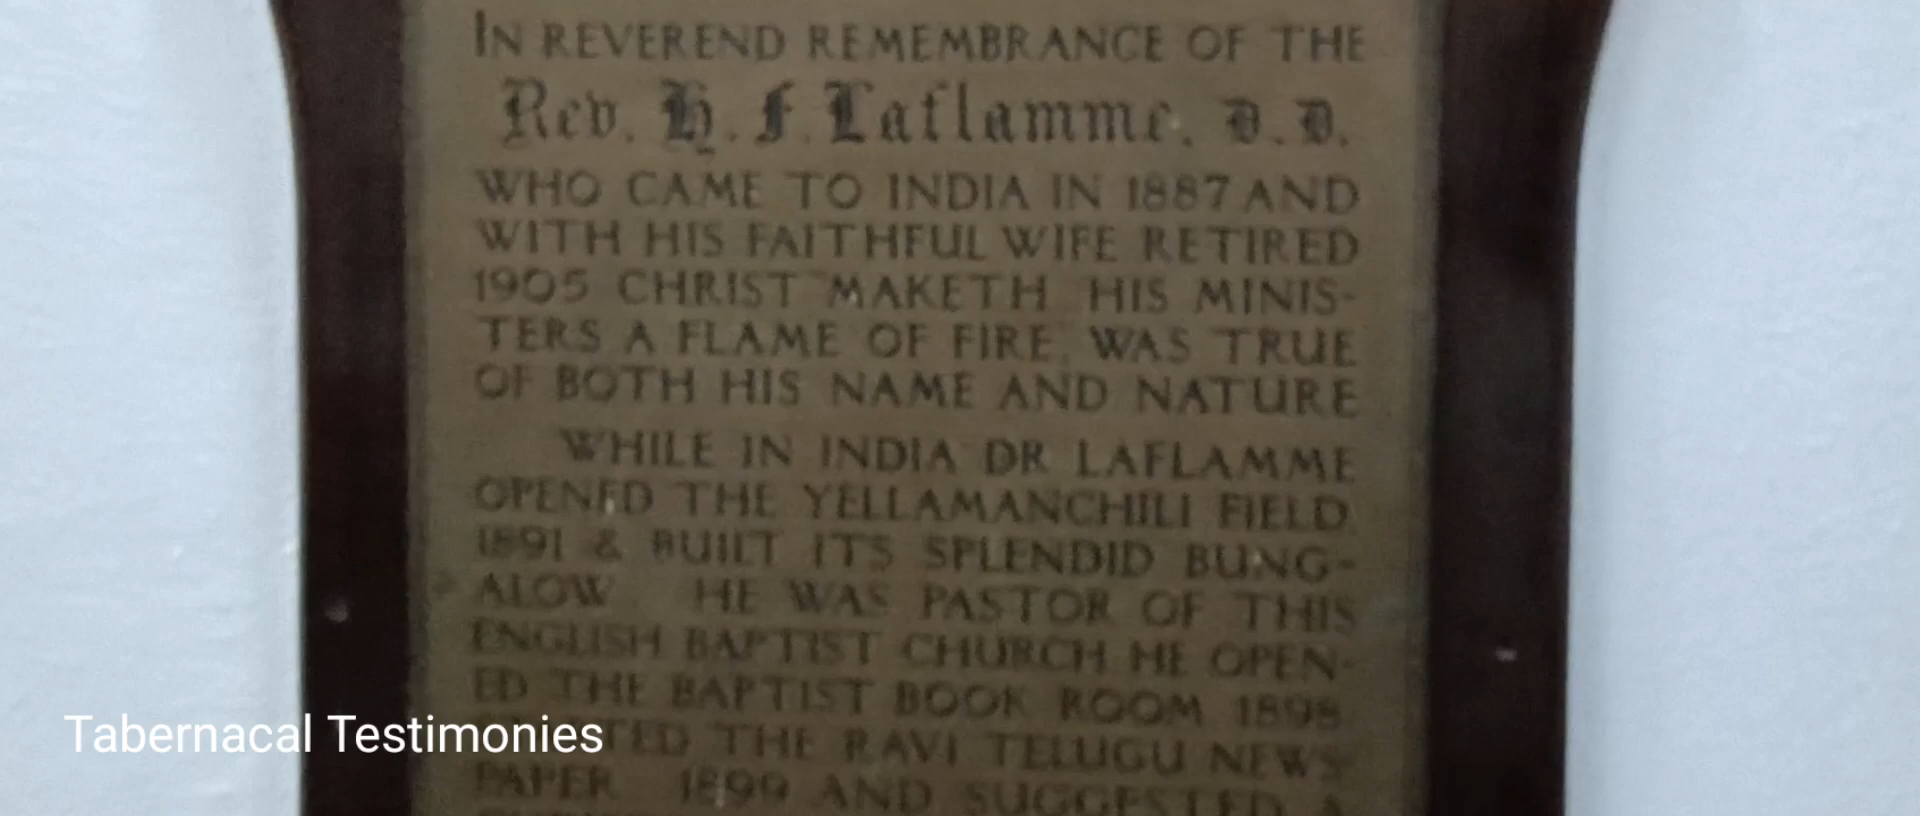 IN REVEREND REMEMBRANCE OF THE
Rev. H. F. Laflamme. D. D.
WHO CAME TO INDIA IN 1887 AND
WITH HIS FAITHFUL WIFE RETIRED
1905 CHRIST MAKETH HIS MINIS-
TERS A FLAME OF FIRE, WAS TRUE
OF BOTH HIS NAME AND NATURE
WHILE IN INDIA DR LAFLAMME
OPENED THE YELLAMANCHILI FIELD
1891 & BUILT ITS SPLENDID BUNG-
ALOW HE WAS PASTOR OF THIS
ENGLISH BAPTIST CHURCH HE OPEN-
ED THE BAPTIST BOOK ROOM 1898
THE RAVI TELUGU NEWS
PAPER 1899 AND SUGGESTED A
Tabernacal Testimonies